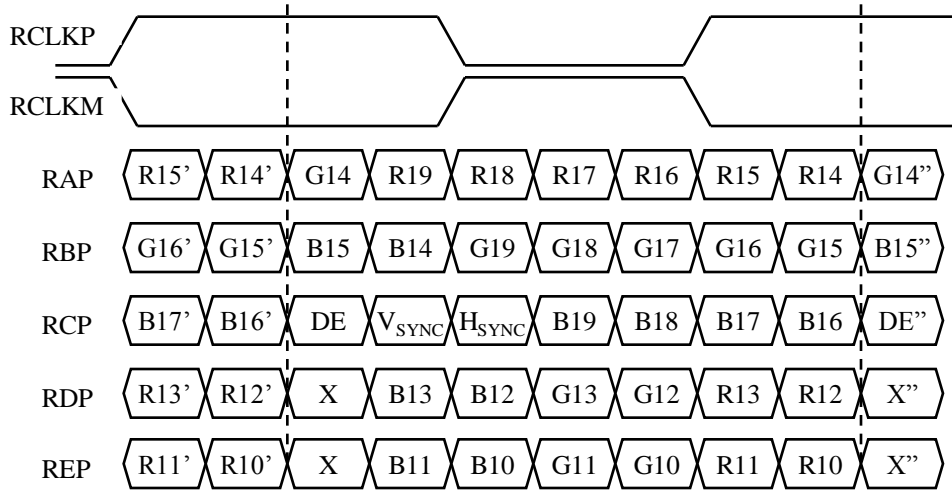 RCLKP
RCLKM
RAP R15’ R14’ G14 R19 R18 R17 R16 R15 R14 G14”
RBP G16’ G15’ B15 B14 G19 G18 G17 G16 G15 B15”
RCP B17’ B16’ DE VSYNC HSYNC B19 B18 B17 B16 DE”
RDP R13’ R12’ X B13 B12 G13 G12 R13 R12 X”
REP R11’ R10’ X B11 B10 G11 G10 R11 R10 X”